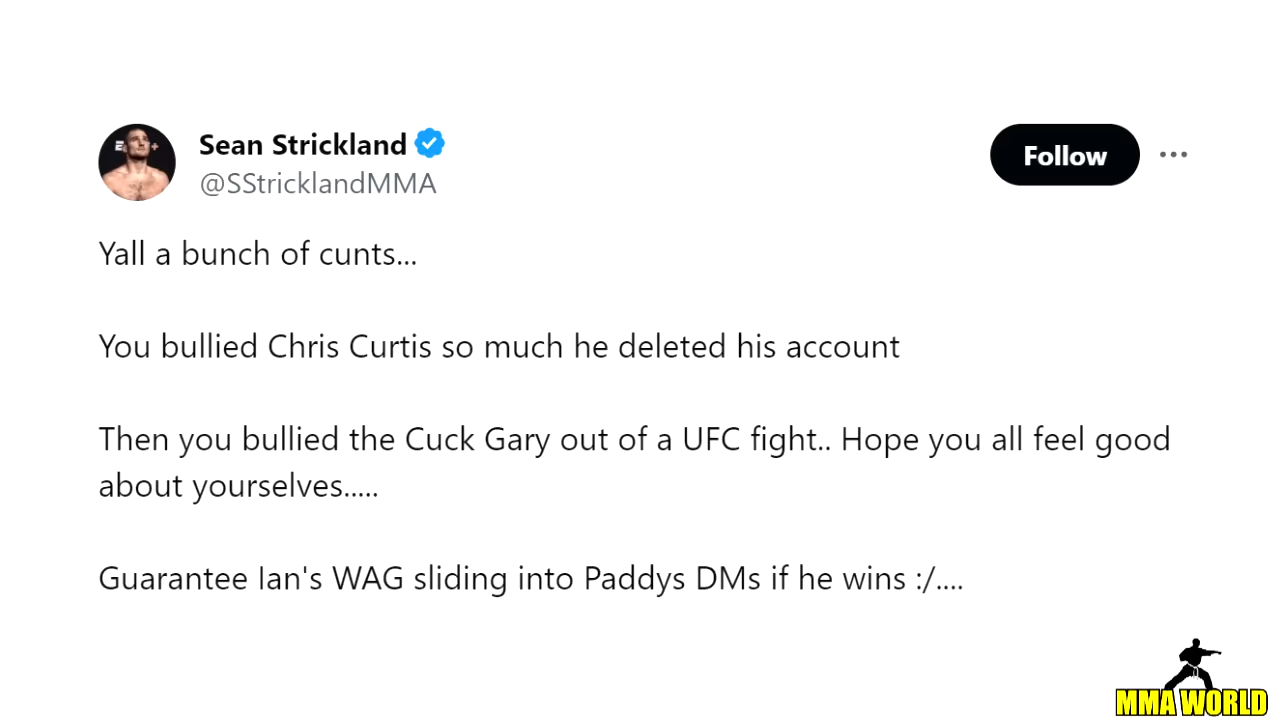 Sean Strickland
@SStricklandMMA
Follow
Yall a bunch of cunts...
You bullied Chris Curtis so much he deleted his account
Then you bullied the Cuck Gary out of a UFC fight.. Hope you all feel good
about yourselves.....
Guarantee Ian's WAG sliding into Paddys DMs if he wins :/....
MMA WORLD